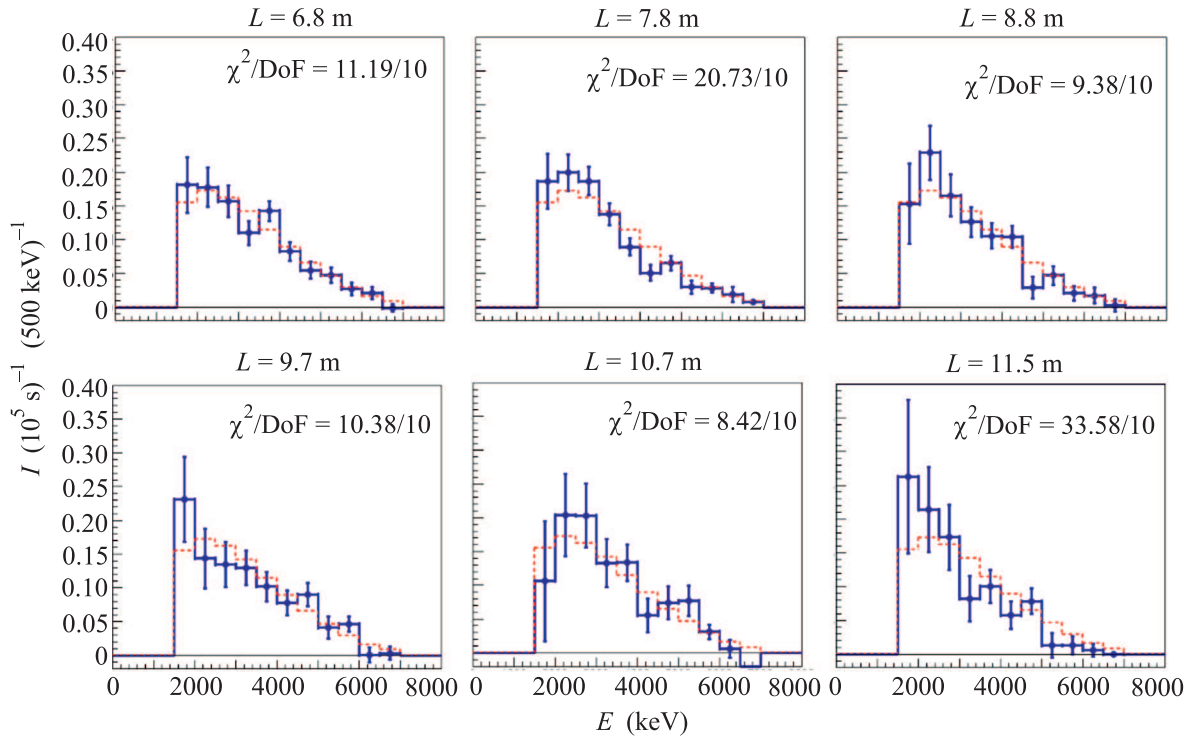 L = 6.8 m L = 7.8 m L = 8.8 m
0.40
χ²/DoF = 11.19/10 χ²/DoF = 20.73/10 χ²/DoF = 9.38/10
0.35
0.30
0.25
0.20
0.15
0.10
0.05
0
I (10⁵ s)⁻¹ (500 keV)⁻¹
L = 9.7 m L = 10.7 m L = 11.5 m
0.40
χ²/DoF = 10.38/10 χ²/DoF = 8.42/10 χ²/DoF = 33.58/10
0.35
0.30
0.25
0.20
0.15
0.10
0.05
0
0 2000 4000 6000 8000 0 2000 4000 6000 8000 0 2000 4000 6000 8000
E (keV)